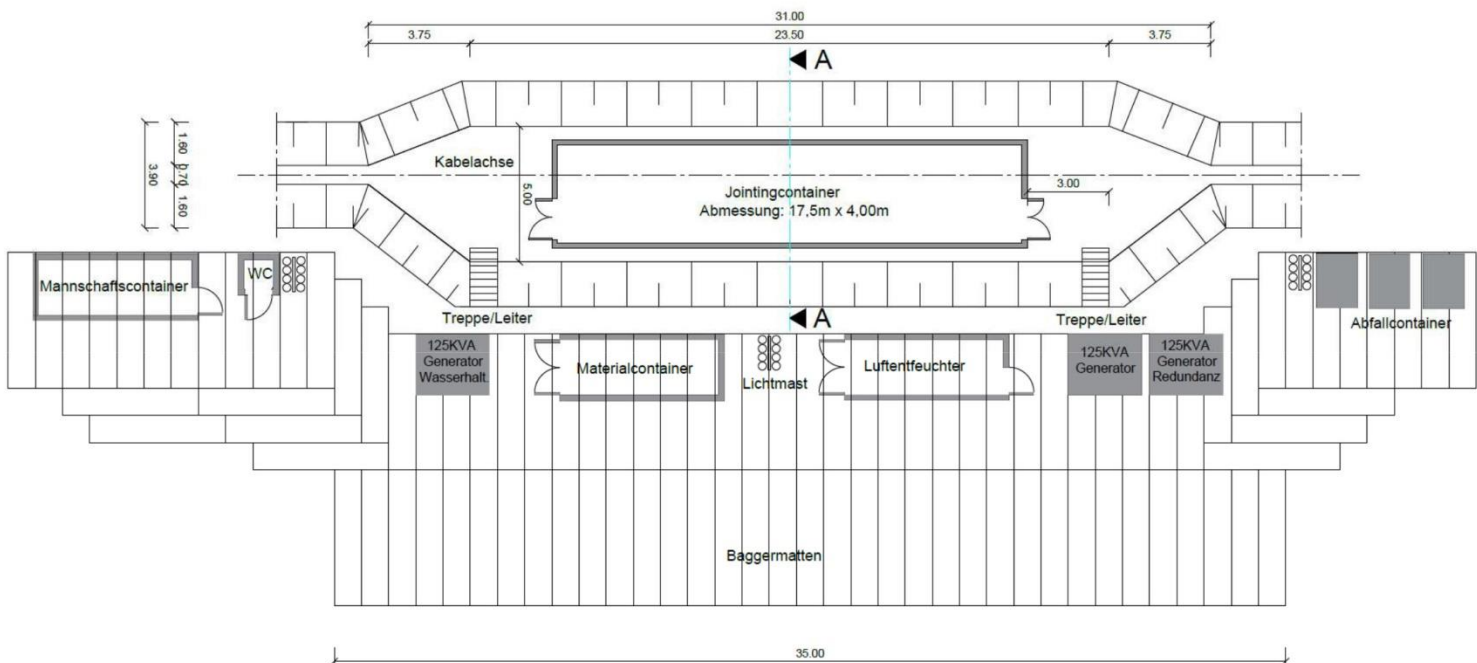 31.00
3.75
23.50
3.75
A
1.60
0.70
1.60
3.90
Kabelachse
5.00
Jointingcontainer
Abmessung: 17,5m x 4,00m
3.00
Mannschaftscontainer
WC
Treppe/Leiter
A
Treppe/Leiter
Abfallcontainer
125KVA
Generator
Wasserhalt.
Materialcontainer
Lichtmast
Luftentfeuchter
125KVA
Generator
125KVA
Generator
Redundanz
Baggermatten
35.00